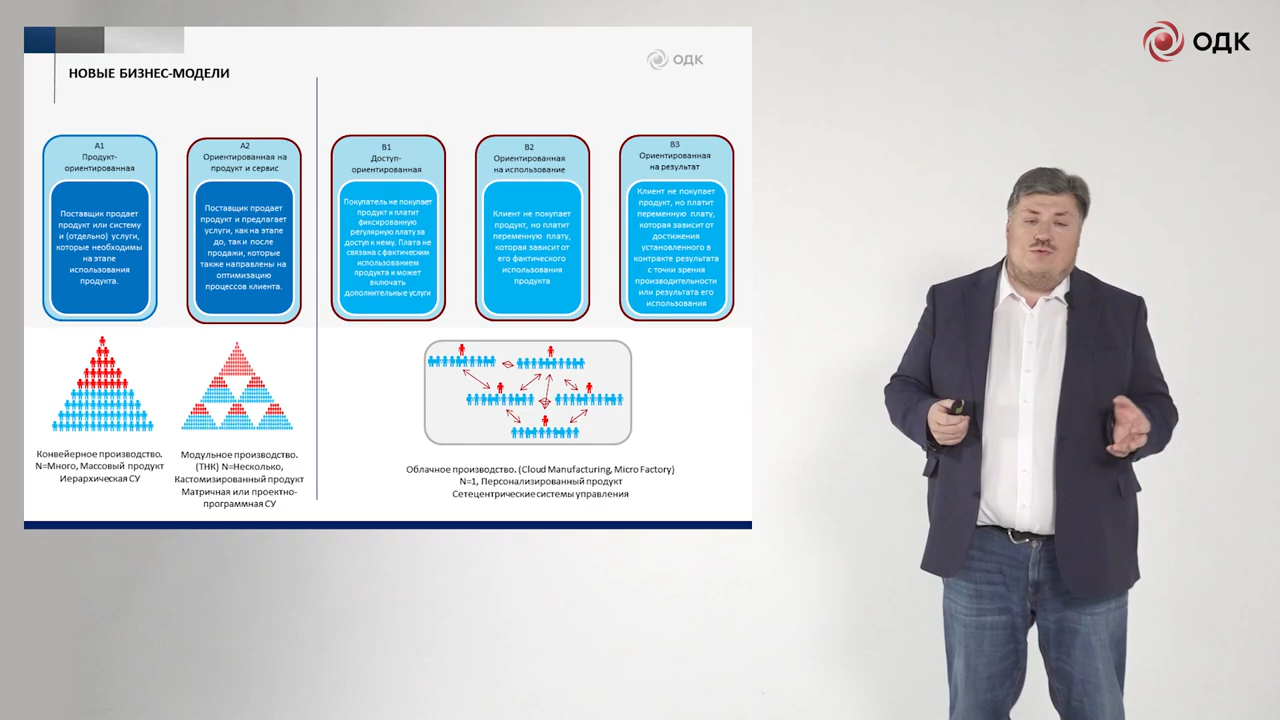 ОДК
НОВЫЕ БИЗНЕС-МОДЕЛИ
ОДК
А1
Продукт-
ориентированная
Поставщик продает
продукт или систему
и (отдельно) услуги,
которые необходимы
на этапе
использования
продукта.
А2
Ориентированная на
продукт и сервис
Поставщик продает
продукт и предлагает
услуги, как на этапе
до, так и после
продажи, которые
также направлены на
оптимизацию
процессов клиента.
В1
Доступ-
ориентированная
Покупатель не покупает
продукт и платит
фиксированную
регулярную плату за
доступ к нему. Плата не
связана с фактическим
использованием
продукта и может
включать
дополнительные услуги
В2
Ориентированная
на использование
Клиент не покупает
продукт, но платит
переменную плату,
которая зависит от
его фактического
использования
продукта
В3
Ориентированная
на результат
Клиент не покупает
продукт, но платит
переменную плату,
которая зависит от
достижения
установленного в
контракте результата
с точки зрения
производительности
или результата его
использования
Конвейерное производство.
N=Много, Массовый продукт
Иерархическая СУ
Модульное производство.
(ТНК) N=Несколько,
Кастомизированный продукт
Матричная или проектно-
программная СУ
Облачное производство. (Cloud Manufacturing, Micro Factory)
N=1, Персонализированный продукт
Сетецентрические системы управления